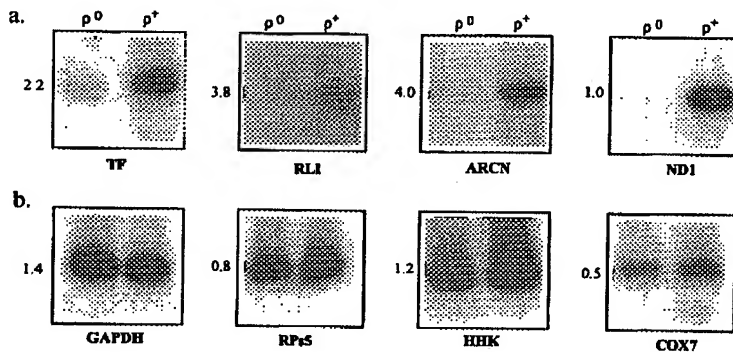 a.
ρ⁰ ρ⁺ ρ⁰ ρ⁺ ρ⁰ ρ⁺ ρ⁰ ρ⁺
2.2 3.8 4.0 1.0
TF RLI ARCN ND1
b.
1.4 0.8 1.2 0.5
GAPDH RPs5 HHK COX7